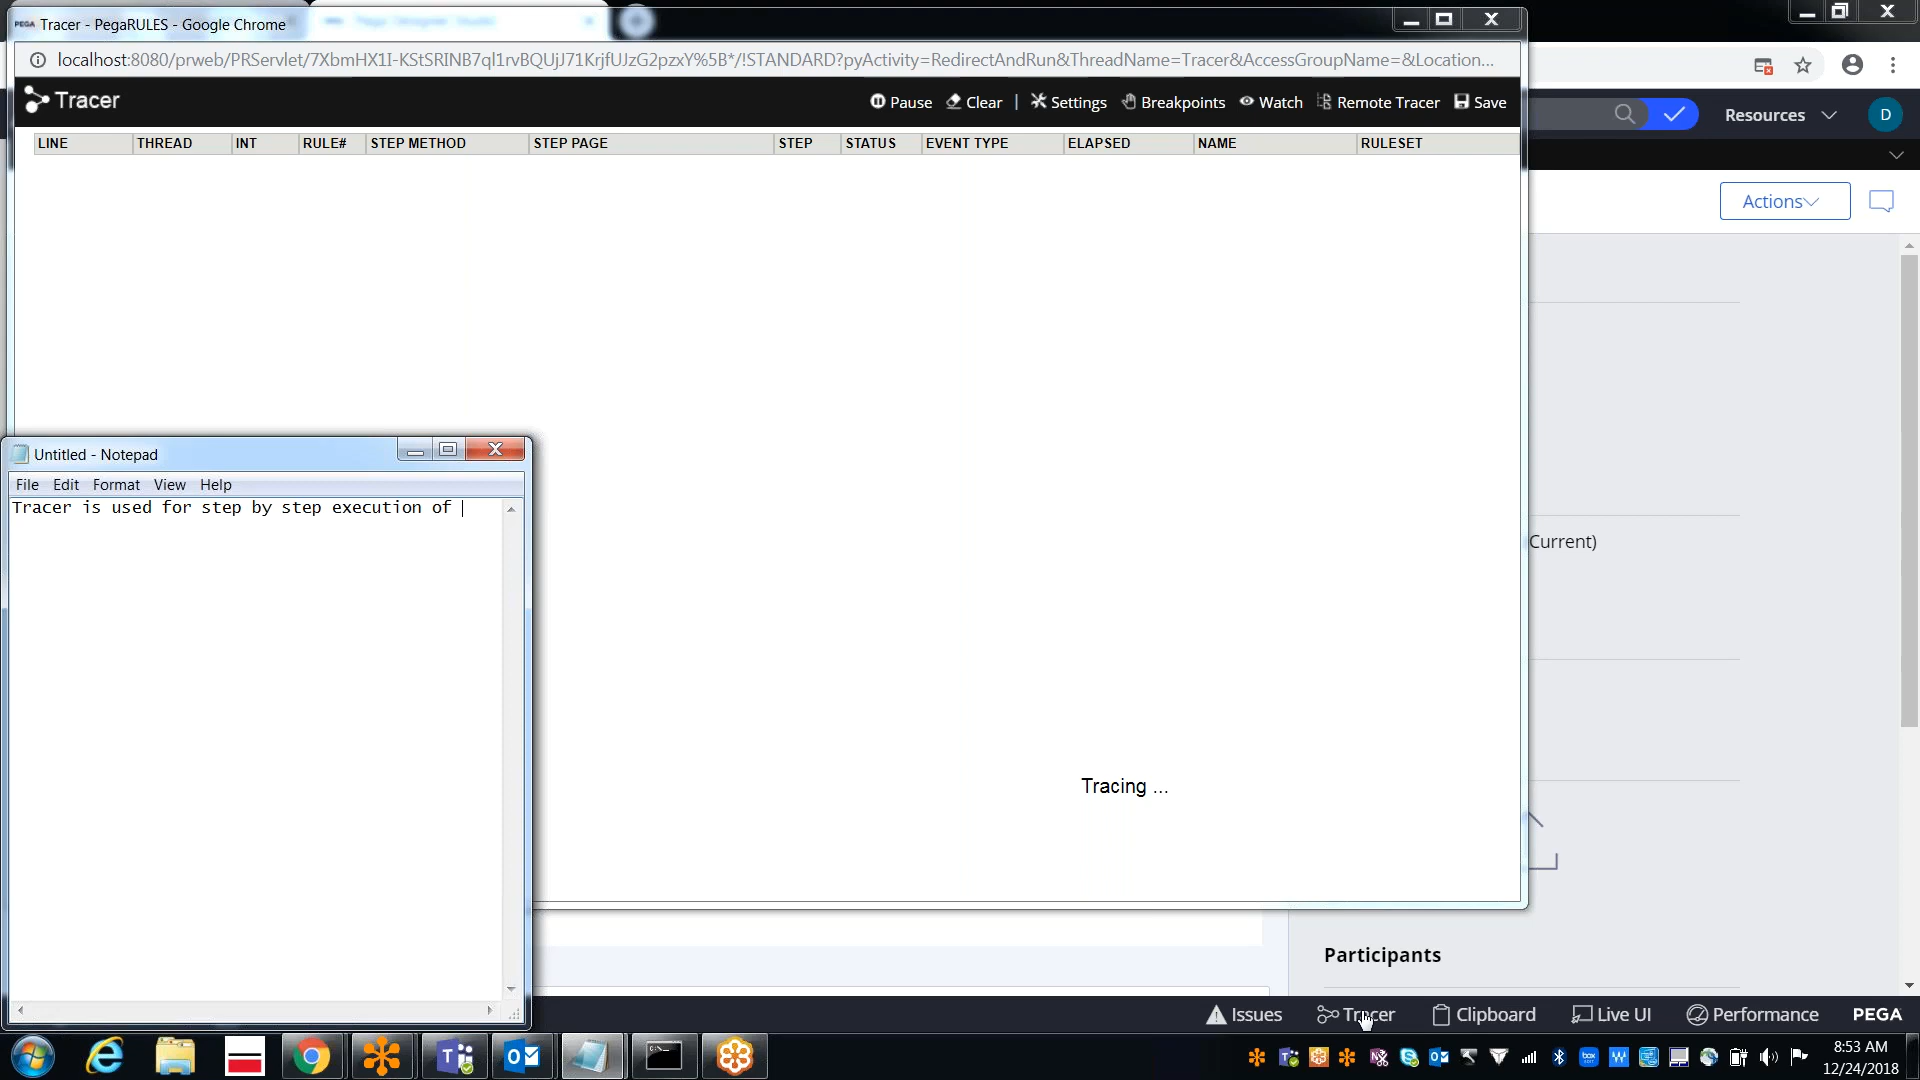 PEGA Tracer - PegaRULES - Google Chrome
Pega Designer Studio
localhost:8080/prweb/PRServlet/7XbmHX1I-KStSRINB7ql1rvBQUjJ71KrjfUJzG2pzxY%5B*/!STANDARD?pyActivity=RedirectAndRun&ThreadName=Tracer&AccessGroupName=&Location...
Tracer
Pause Clear | Settings Breakpoints Watch Remote Tracer Save
Resources D
LINE THREAD INT RULE# STEP METHOD STEP PAGE STEP STATUS EVENT TYPE ELAPSED NAME RULESET
Actions
Untitled - Notepad
File Edit Format View Help
Tracer is used for step by step execution of
Current)
Tracing ...
Participants
Issues Tracer Clipboard Live UI Performance PEGA
8:53 AM
12/24/2018